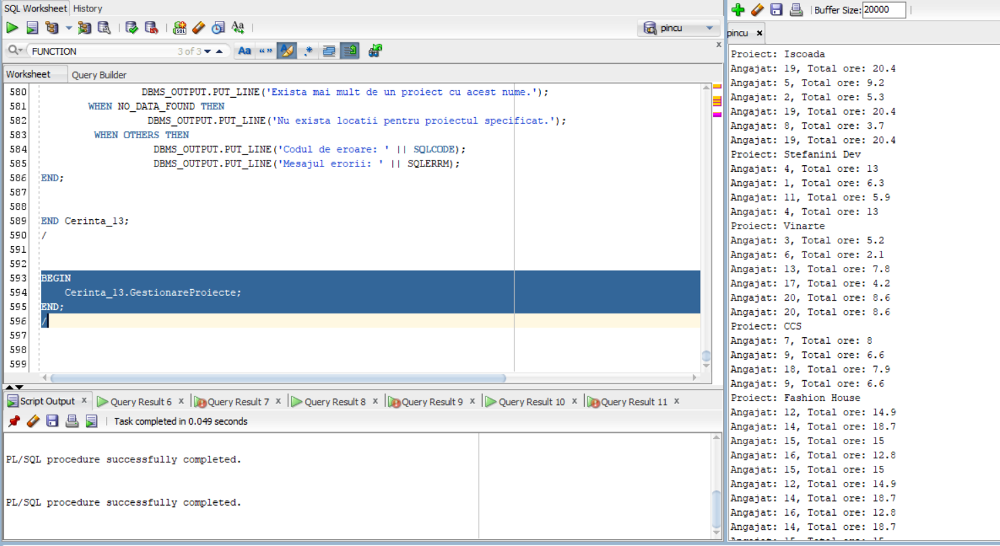 SQL Worksheet History
pincu
FUNCTION 3 of 3 Aa “ ” .*
Worksheet Query Builder
580 DBMS_OUTPUT.PUT_LINE('Exista mai mult de un proiect cu acest nume.');
581 WHEN NO_DATA_FOUND THEN
582 DBMS_OUTPUT.PUT_LINE('Nu exista locatii pentru proiectul specificat.');
583 WHEN OTHERS THEN
584 DBMS_OUTPUT.PUT_LINE('Codul de eroare: ' || SQLCODE);
585 DBMS_OUTPUT.PUT_LINE('Mesajul erorii: ' || SQLERRM);
586 END;
587
588
589 END Cerinta_13;
590 /
591
592
593 BEGIN
594 Cerinta_13.GestionareProiecte;
595 END;
596 /
597
598
599
Script Output x Query Result 6 x Query Result 7 x Query Result 8 x Query Result 9 x Query Result 10 x Query Result 11 x
Task completed in 0.049 seconds
PL/SQL procedure successfully completed.
PL/SQL procedure successfully completed.
Buffer Size: 20000
pincu x
Proiect: Iscoada
Angajat: 19, Total ore: 20.4
Angajat: 5, Total ore: 9.2
Angajat: 2, Total ore: 5.3
Angajat: 19, Total ore: 20.4
Angajat: 8, Total ore: 3.7
Angajat: 19, Total ore: 20.4
Proiect: Stefanini Dev
Angajat: 4, Total ore: 13
Angajat: 1, Total ore: 6.3
Angajat: 11, Total ore: 5.9
Angajat: 4, Total ore: 13
Proiect: Vinarte
Angajat: 3, Total ore: 5.2
Angajat: 6, Total ore: 2.1
Angajat: 13, Total ore: 7.8
Angajat: 17, Total ore: 4.2
Angajat: 20, Total ore: 8.6
Angajat: 20, Total ore: 8.6
Proiect: CCS
Angajat: 7, Total ore: 8
Angajat: 9, Total ore: 6.6
Angajat: 18, Total ore: 7.9
Angajat: 9, Total ore: 6.6
Proiect: Fashion House
Angajat: 12, Total ore: 14.9
Angajat: 14, Total ore: 18.7
Angajat: 15, Total ore: 15
Angajat: 16, Total ore: 12.8
Angajat: 15, Total ore: 15
Angajat: 12, Total ore: 14.9
Angajat: 14, Total ore: 18.7
Angajat: 16, Total ore: 12.8
Angajat: 14, Total ore: 18.7